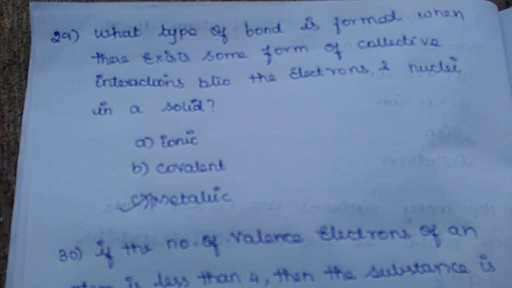 29) What type of bond is formed when
there exists some form of collective
interactions b/w the electrons, & nuclei
in a solid?
a) ionic
b) covalent
c) metallic
30) if the no. of valence electrons of an
atom is less than 4, then the substance is